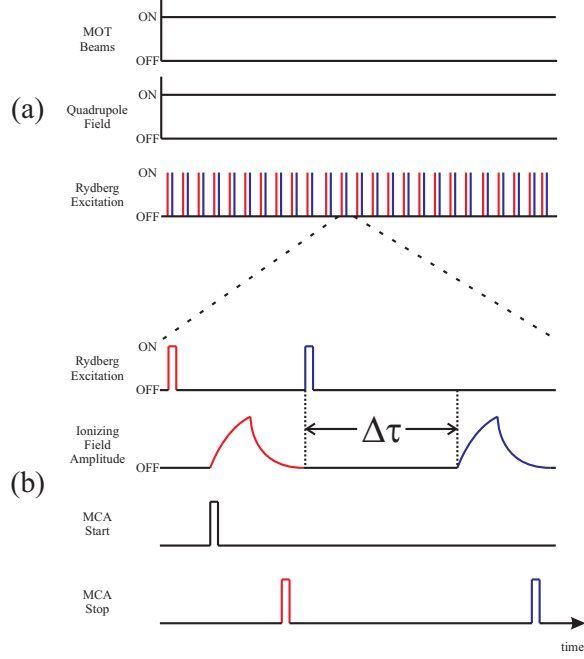 ON
MOT
Beams
OFF
(a)
ON
Quadrupole
Field
OFF
ON
Rydberg
Excitation
OFF
ON
Rydberg
Excitation
OFF
Ionizing
Field
Amplitude
OFF
Δτ
(b)
MCA
Start
MCA
Stop
time